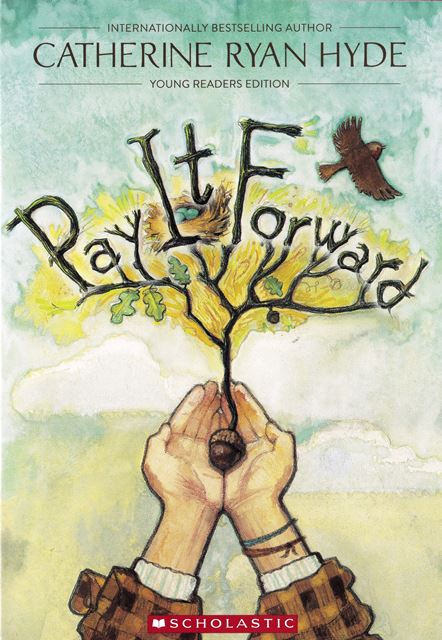 INTERNATIONALLY BESTSELLING AUTHOR
CATHERINE RYAN HYDE
YOUNG READERS EDITION
Pay It Forward
SCHOLASTIC